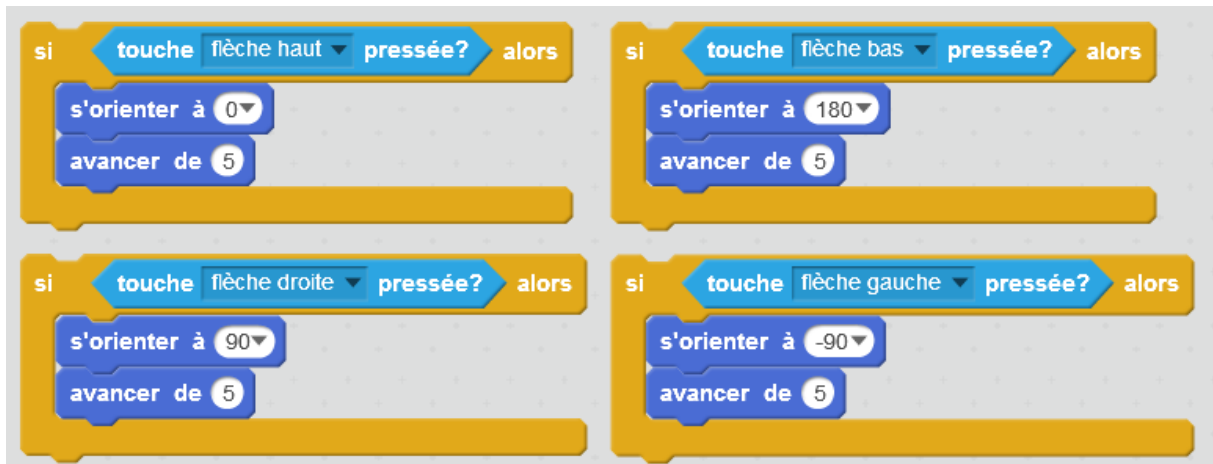 si touche flèche haut pressée? alors
s'orienter à 0
avancer de 5
si touche flèche bas pressée? alors
s'orienter à 180
avancer de 5
si touche flèche droite pressée? alors
s'orienter à 90
avancer de 5
si touche flèche gauche pressée? alors
s'orienter à -90
avancer de 5